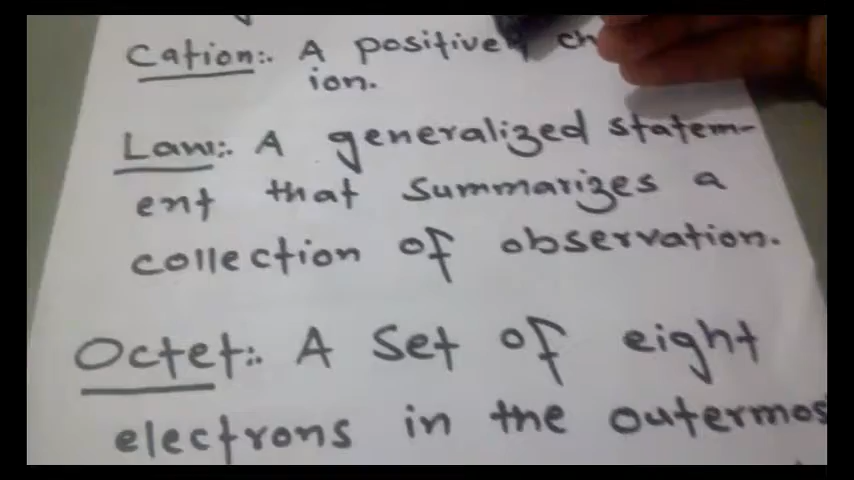 Cation:. A positively
ion.
Law:. A generalized statem-
ent that summarizes a
collection of observation.
Octet:. A Set of eight
electrons in the outermos